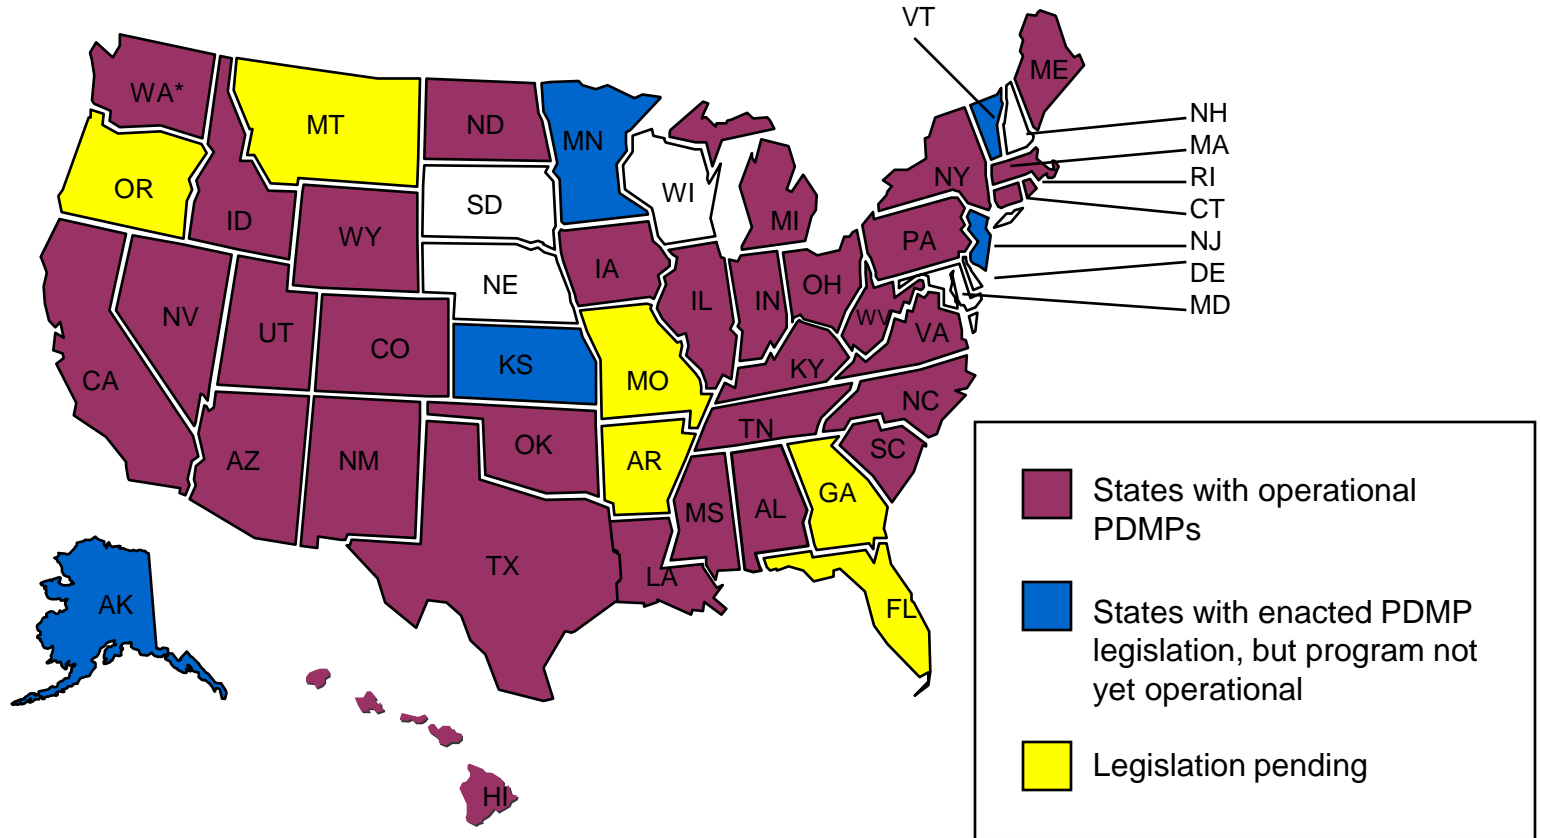 VT
ME
WA*
MT
ND
MN
NH
MA
OR
ID
SD
WI
NY
RI
CT
MI
WY
PA
NJ
IA
DE
NE
OH
IL
IN
MD
NV
WV
UT
VA
CO
KS
KY
CA
MO
NC
TN
OK
SC
AZ
NM
AR
GA
MS
AL
TX
LA
AK
FL
HI
States with operational
PDMPs
States with enacted PDMP
legislation, but program not
yet operational
Legislation pending